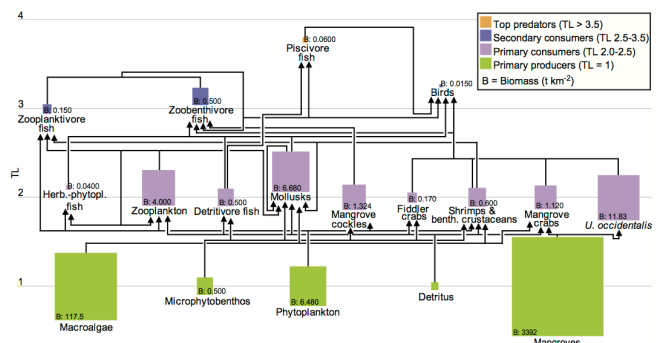 4
3
TL
2
1
Top predators (TL > 3.5)
Secondary consumers (TL 2.5-3.5)
Primary consumers (TL 2.0-2.5)
Primary producers (TL = 1)
B = Biomass (t km-2)
B: 0.0600
Piscivore
fish
B: 0.150
Zooplanktivore
fish
B: 0.500
Zoobenthivore
fish
B: 0.0150
Birds
B: 0.0400
Herb.-phytopl.
fish
B: 4.000
Zooplankton
B: 0.500
Detritivore fish
B: 6.680
Mollusks
B: 1.324
Mangrove
cockles
B: 0.170
Fiddler
crabs
B: 0.600
Shrimps &
benth. crustaceans
B: 1.120
Mangrove
crabs
B: 11.83
U. occidentalis
B: 117.5
Macroalgae
B: 0.500
Microphytobenthos
B: 6.480
Phytoplankton
Detritus
B: 3392
Mangroves